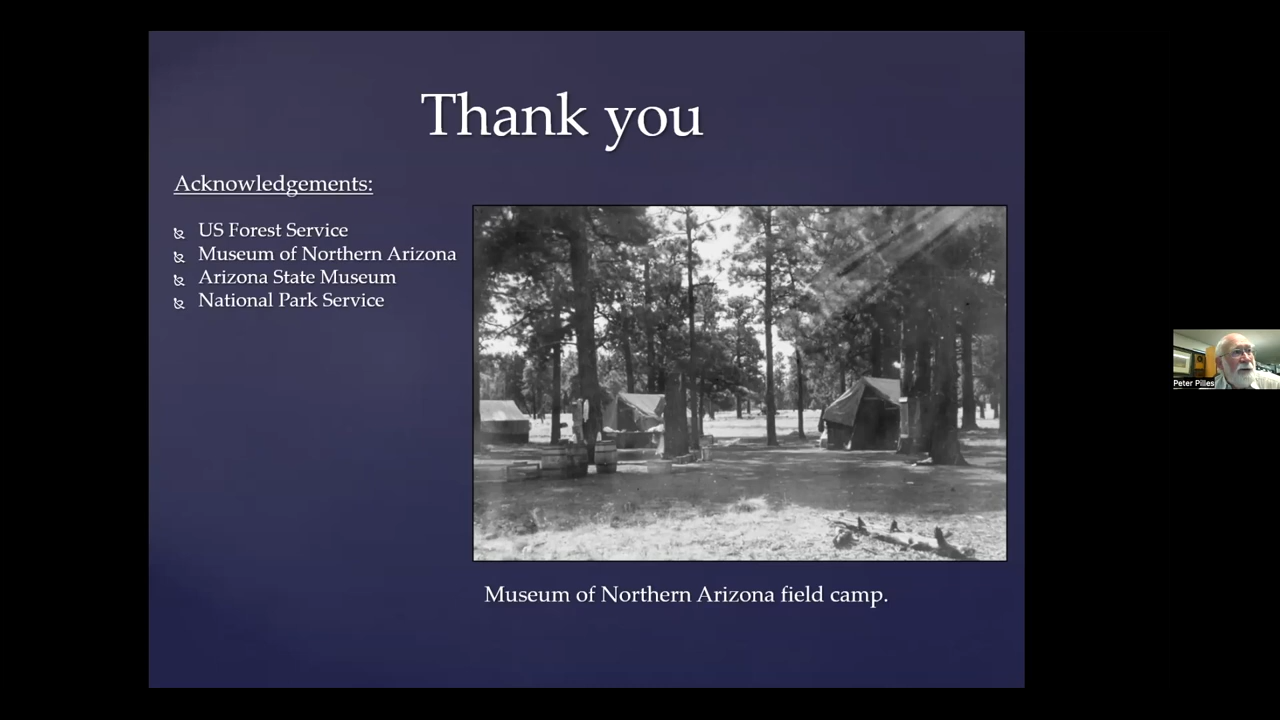 Thank you
Acknowledgements:
US Forest Service
Museum of Northern Arizona
Arizona State Museum
National Park Service
Museum of Northern Arizona field camp.
Peter Pilles